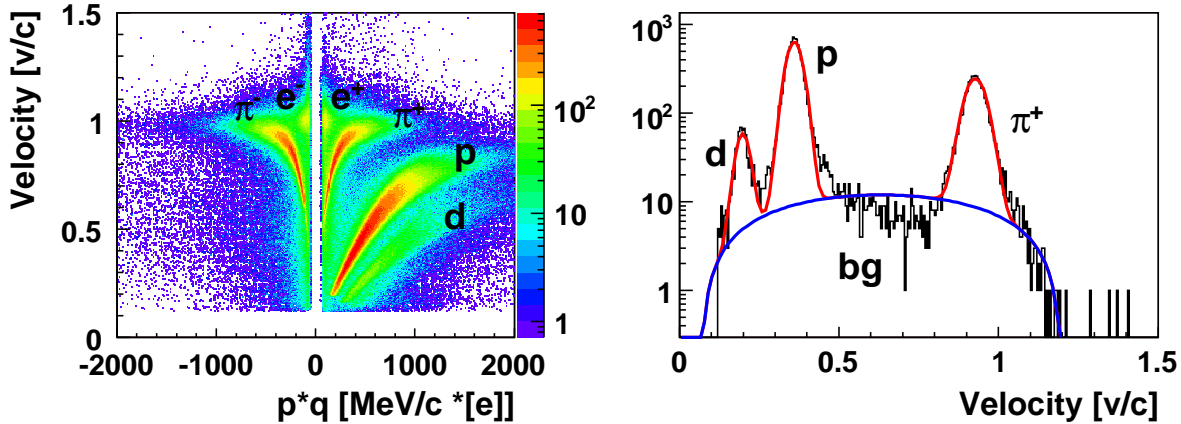 Velocity [v/c]
1.5
1
0.5
0
π⁻
e⁻
e⁺
π⁺
p
d
10²
10
1
-2000
-1000
0
1000
2000
p*q [MeV/c *[e]]
10³
10²
10
1
d
p
π⁺
bg
0
0.5
1
1.5
Velocity [v/c]